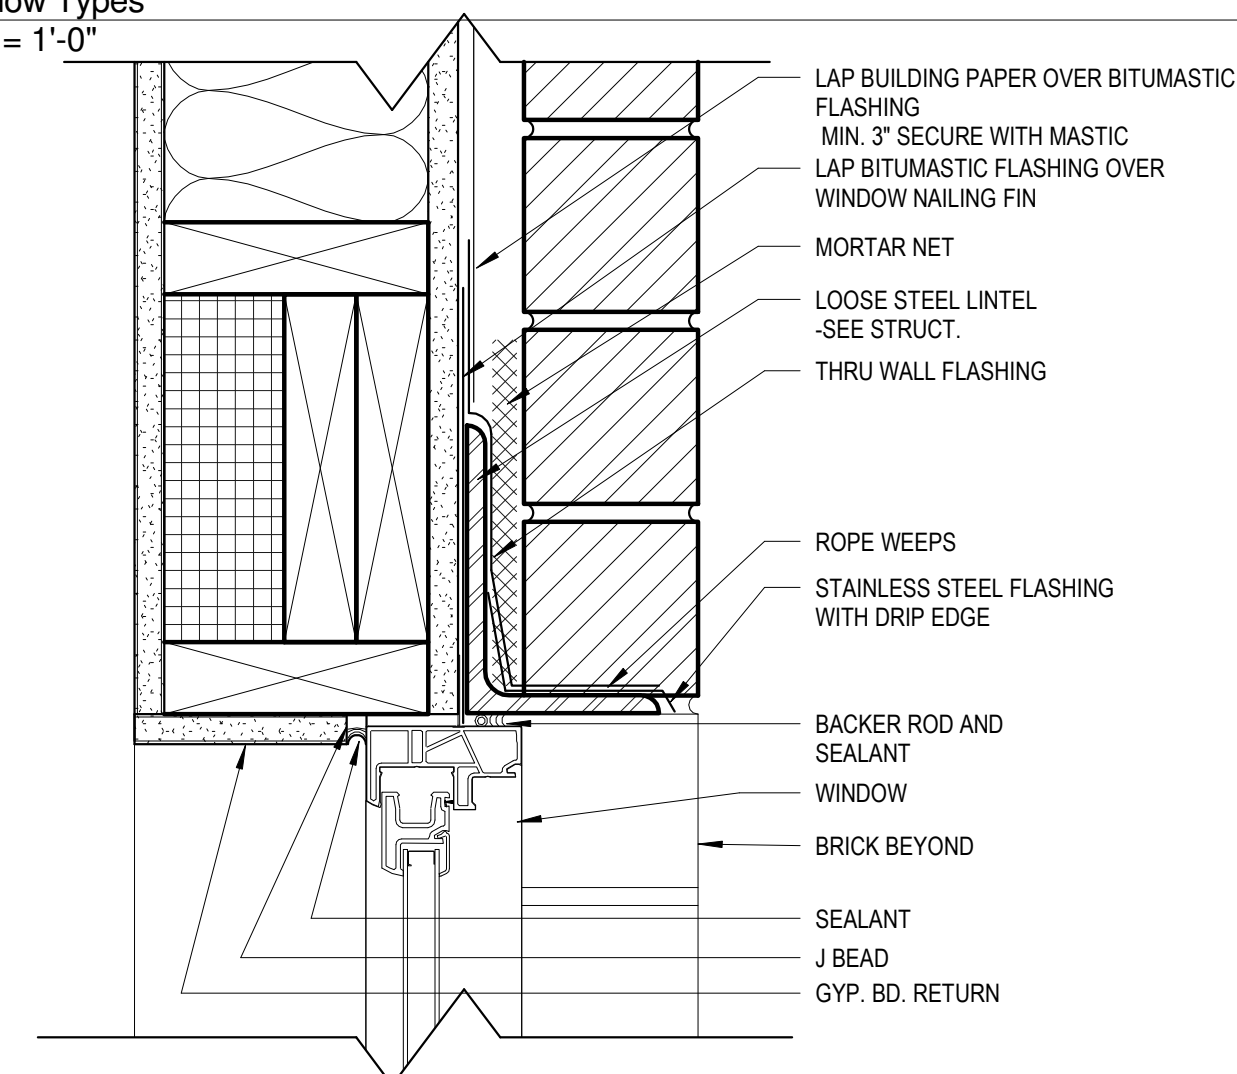 ow Types
= 1'-0"
LAP BUILDING PAPER OVER BITUMASTIC
FLASHING
MIN. 3" SECURE WITH MASTIC
LAP BITUMASTIC FLASHING OVER
WINDOW NAILING FIN
MORTAR NET
LOOSE STEEL LINTEL
-SEE STRUCT.
THRU WALL FLASHING
ROPE WEEPS
STAINLESS STEEL FLASHING
WITH DRIP EDGE
BACKER ROD AND
SEALANT
WINDOW
BRICK BEYOND
SEALANT
J BEAD
GYP. BD. RETURN